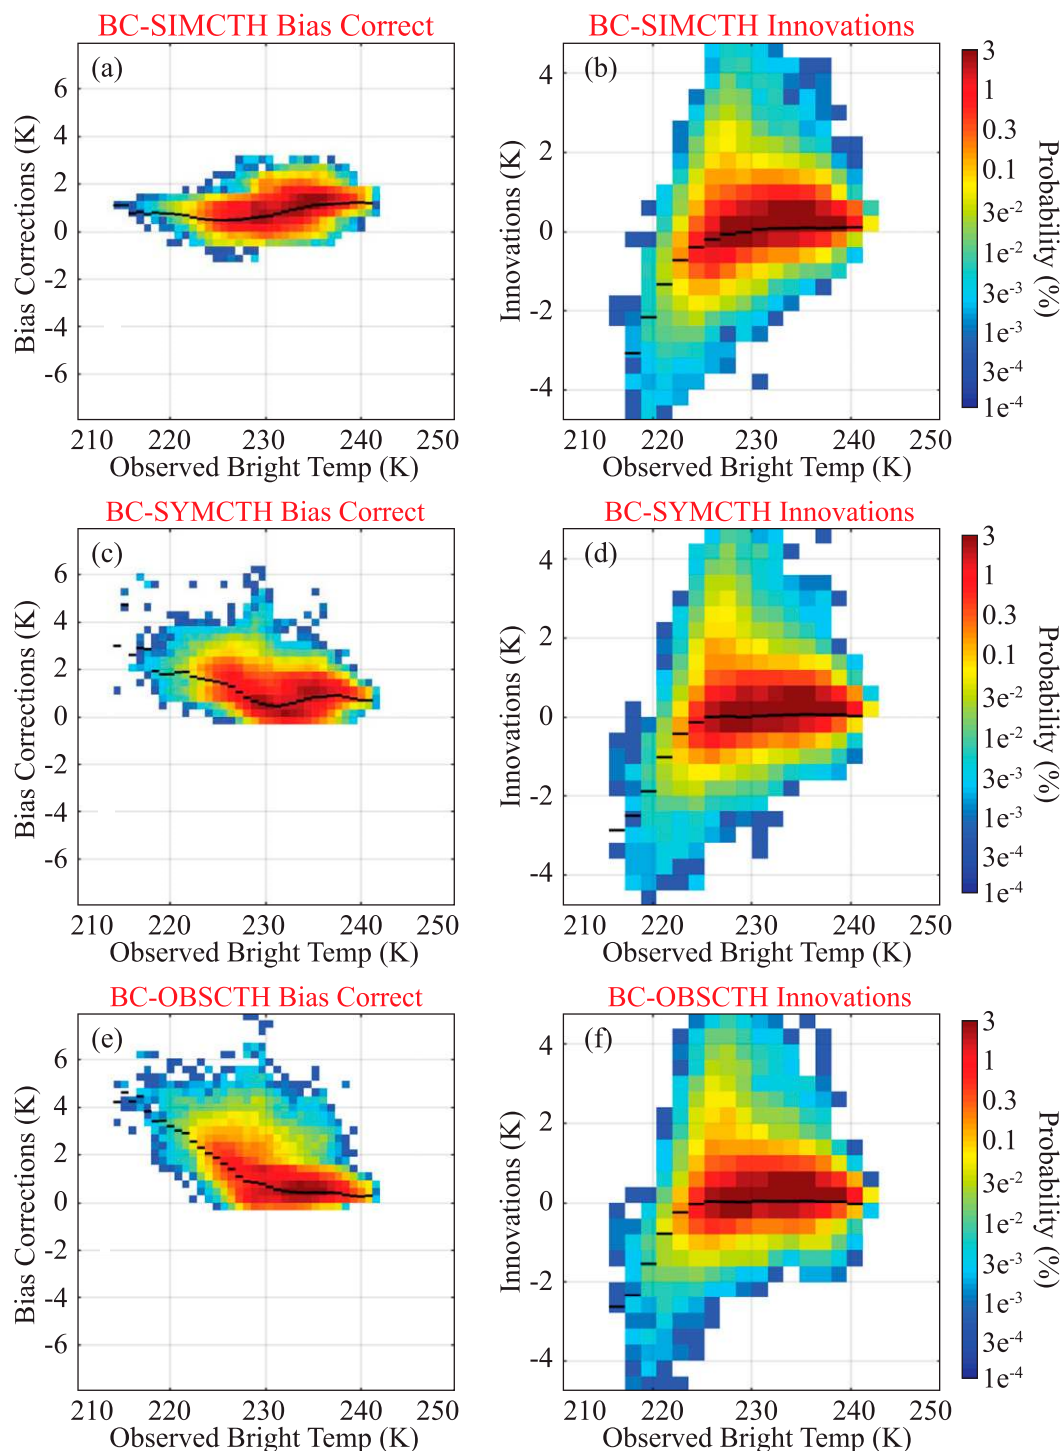 BC-SIMCTH Bias Correct
BC-SIMCTH Innovations
(a)
6
4
2
0
-2
-4
-6
Bias Corrections (K)
210 220 230 240 250
Observed Bright Temp (K)
(b)
4
2
0
-2
-4
Innovations (K)
210 220 230 240 250
Observed Bright Temp (K)
3
1
0.3
0.1
3e-2
1e-2
3e-3
1e-3
3e-4
1e-4
Probability (%)
BC-SYMCTH Bias Correct
BC-SYMCTH Innovations
(c)
6
4
2
0
-2
-4
-6
Bias Corrections (K)
210 220 230 240 250
Observed Bright Temp (K)
(d)
4
2
0
-2
-4
Innovations (K)
210 220 230 240 250
Observed Bright Temp (K)
3
1
0.3
0.1
3e-2
1e-2
3e-3
1e-3
3e-4
1e-4
Probability (%)
BC-OBSCTH Bias Correct
BC-OBSCTH Innovations
(e)
6
4
2
0
-2
-4
-6
Bias Corrections (K)
210 220 230 240 250
Observed Bright Temp (K)
(f)
4
2
0
-2
-4
Innovations (K)
210 220 230 240 250
Observed Bright Temp (K)
3
1
0.3
0.1
3e-2
1e-2
3e-3
1e-3
3e-4
1e-4
Probability (%)